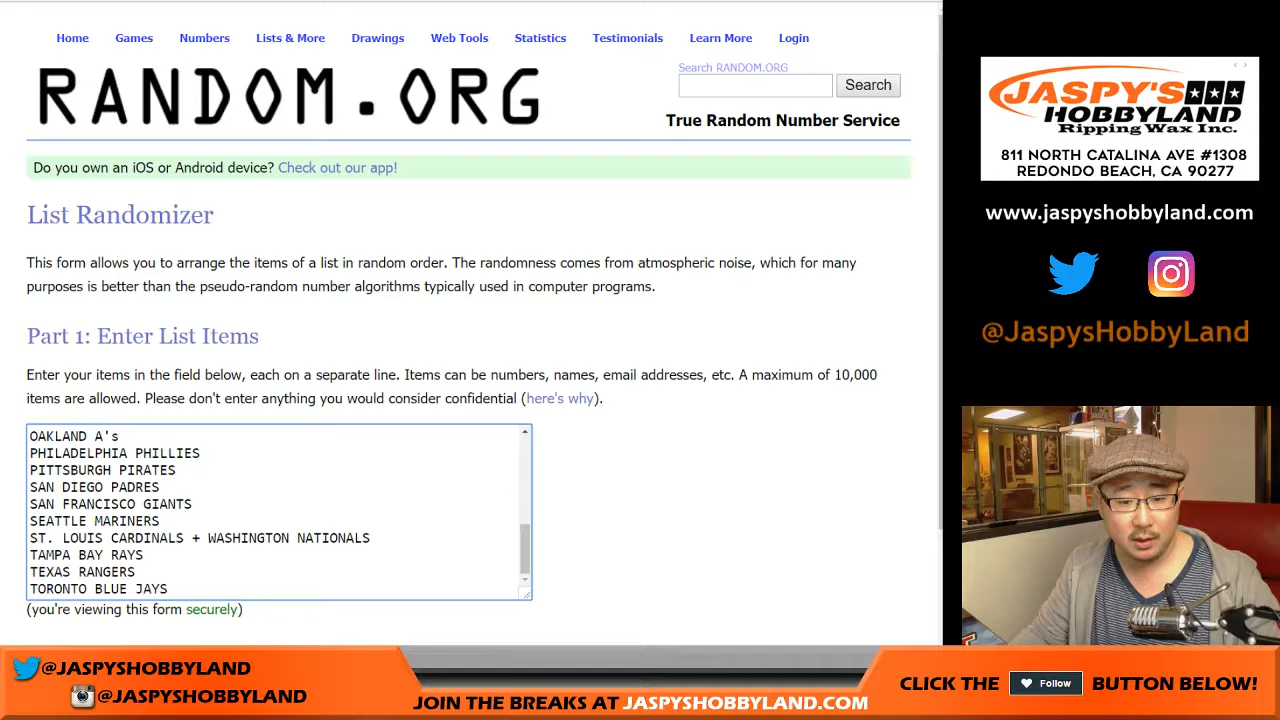 Home Games Numbers Lists & More Drawings Web Tools Statistics Testimonials Learn More Login
RANDOM.ORG
Search RANDOM.ORG
Search
True Random Number Service
Do you own an iOS or Android device? Check out our app!
List Randomizer
This form allows you to arrange the items of a list in random order. The randomness comes from atmospheric noise, which for many
purposes is better than the pseudo-random number algorithms typically used in computer programs.
Part 1: Enter List Items
Enter your items in the field below, each on a separate line. Items can be numbers, names, email addresses, etc. A maximum of 10,000
items are allowed. Please don't enter anything you would consider confidential (here's why).
OAKLAND A's
PHILADELPHIA PHILLIES
PITTSBURGH PIRATES
SAN DIEGO PADRES
SAN FRANCISCO GIANTS
SEATTLE MARINERS
ST. LOUIS CARDINALS + WASHINGTON NATIONALS
TAMPA BAY RAYS
TEXAS RANGERS
TORONTO BLUE JAYS
(you're viewing this form securely)
JASPY'S
HOBBYLAND
Ripping Wax Inc.
811 NORTH CATALINA AVE #1308
REDONDO BEACH, CA 90277
www.jaspyshobbyland.com
@JaspysHobbyLand
@JASPYSHOBBYLAND
@JASPYSHOBBYLAND
JOIN THE BREAKS AT JASPYSHOBBYLAND.COM
CLICK THE Follow BUTTON BELOW!